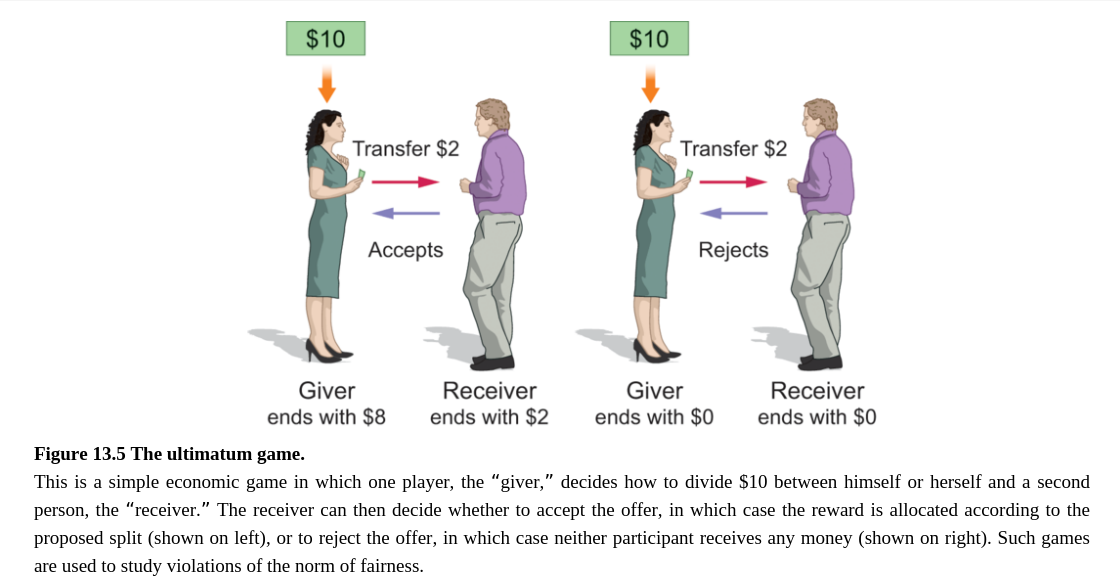 $10
$10
Transfer $2
Transfer $2
Accepts
Rejects
Giver
ends with $8
Receiver
ends with $2
Giver
ends with $0
Receiver
ends with $0
Figure 13.5 The ultimatum game.
This is a simple economic game in which one player, the “giver,” decides how to divide $10 between himself or herself and a second
person, the “receiver.” The receiver can then decide whether to accept the offer, in which case the reward is allocated according to the
proposed split (shown on left), or to reject the offer, in which case neither participant receives any money (shown on right). Such games
are used to study violations of the norm of fairness.